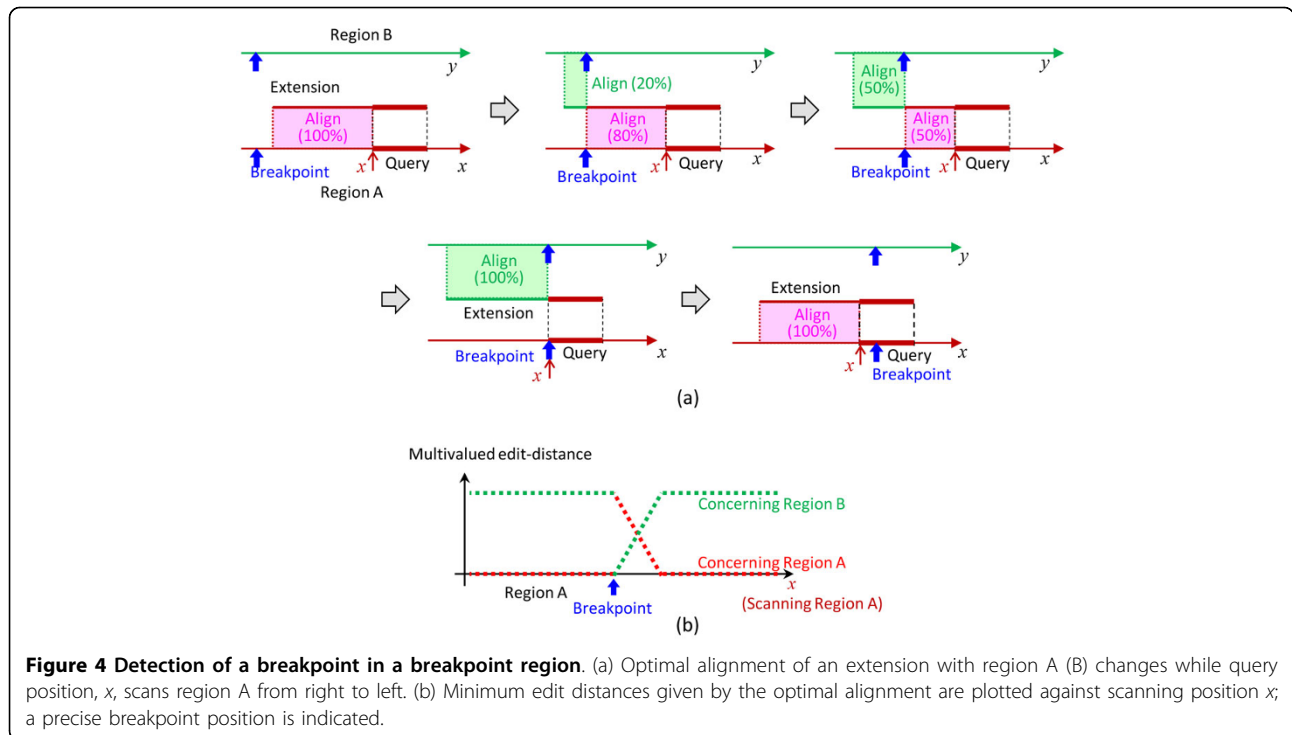 Region B
y
Extension
Align
(100%)
x
Query
x
Breakpoint
Region A
y
Align (20%)
Align
(80%)
x
Query
x
Breakpoint
Align
(50%)
y
Align
(50%)
x
Query
x
Breakpoint
Align
(100%)
y
Extension
Breakpoint
Query
x
x
y
Extension
Align
(100%)
x
Query
x
Breakpoint
(a)
Multivalued edit-distance
Concerning Region B
Concerning Region A
Region A
x
Breakpoint
(Scanning Region A)
(b)
Figure 4 Detection of a breakpoint in a breakpoint region. (a) Optimal alignment of an extension with region A (B) changes while query
position, x, scans region A from right to left. (b) Minimum edit distances given by the optimal alignment are plotted against scanning position x;
a precise breakpoint position is indicated.